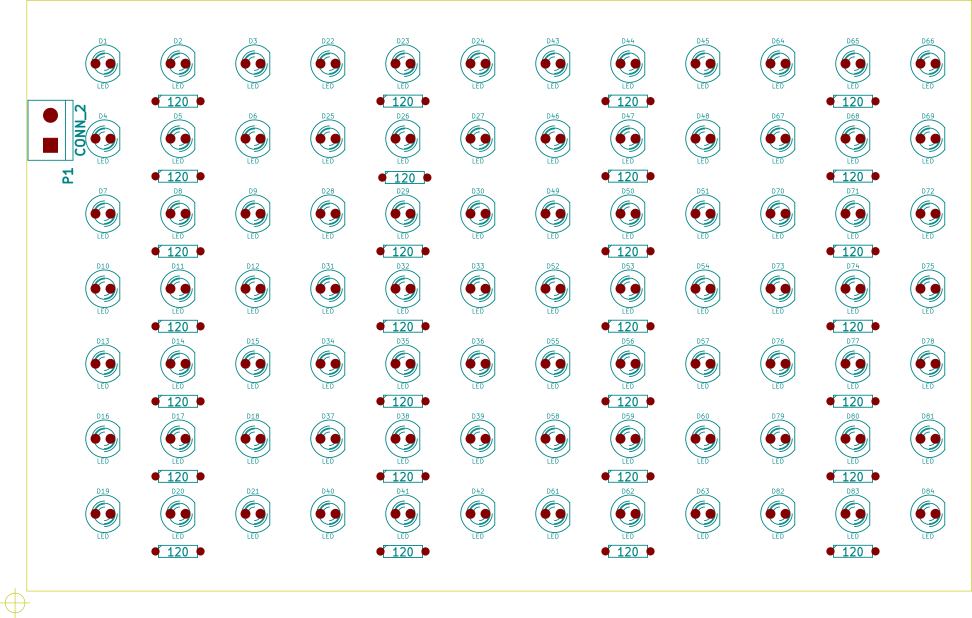 D1 D2 D3 D22 D23 D24 D43 D44 D45 D64 D65 D66
LED LED LED LED LED LED LED LED LED LED LED LED
120 120 120 120
CONN_2
P1
D4 D5 D6 D25 D26 D27 D46 D47 D48 D67 D68 D69
LED LED LED LED LED LED LED LED LED LED LED LED
120 120 120 120
D7 D8 D9 D28 D29 D30 D49 D50 D51 D70 D71 D72
LED LED LED LED LED LED LED LED LED LED LED LED
120 120 120 120
D10 D11 D12 D31 D32 D33 D52 D53 D54 D73 D74 D75
LED LED LED LED LED LED LED LED LED LED LED LED
120 120 120 120
D13 D14 D15 D34 D35 D36 D55 D56 D57 D76 D77 D78
LED LED LED LED LED LED LED LED LED LED LED LED
120 120 120 120
D16 D17 D18 D37 D38 D39 D58 D59 D60 D79 D80 D81
LED LED LED LED LED LED LED LED LED LED LED LED
120 120 120 120
D19 D20 D21 D40 D41 D42 D61 D62 D63 D82 D83 D84
LED LED LED LED LED LED LED LED LED LED LED LED
120 120 120 120